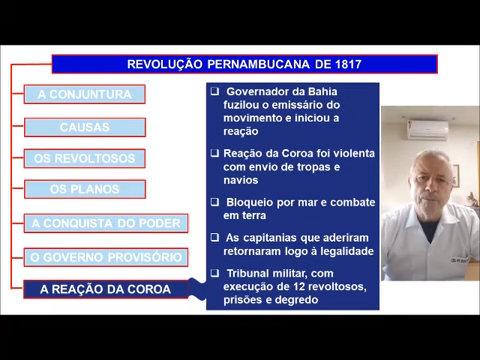 REVOLUÇÃO PERNAMBUCANA DE 1817
A CONJUNTURA
CAUSAS
OS REVOLTOSOS
OS PLANOS
A CONQUISTA DO PODER
O GOVERNO PROVISÓRIO
A REAÇÃO DA COROA
❑ Governador da Bahia
fuzilou o emissário do
movimento e iniciou a
reação
❑ Reação da Coroa foi violenta
com envio de tropas e
navios
❑ Bloqueio por mar e combate
em terra
❑ As capitanias que aderiram
retornaram logo à legalidade
❑ Tribunal militar, com
execução de 12 revoltosos,
prisões e degredo